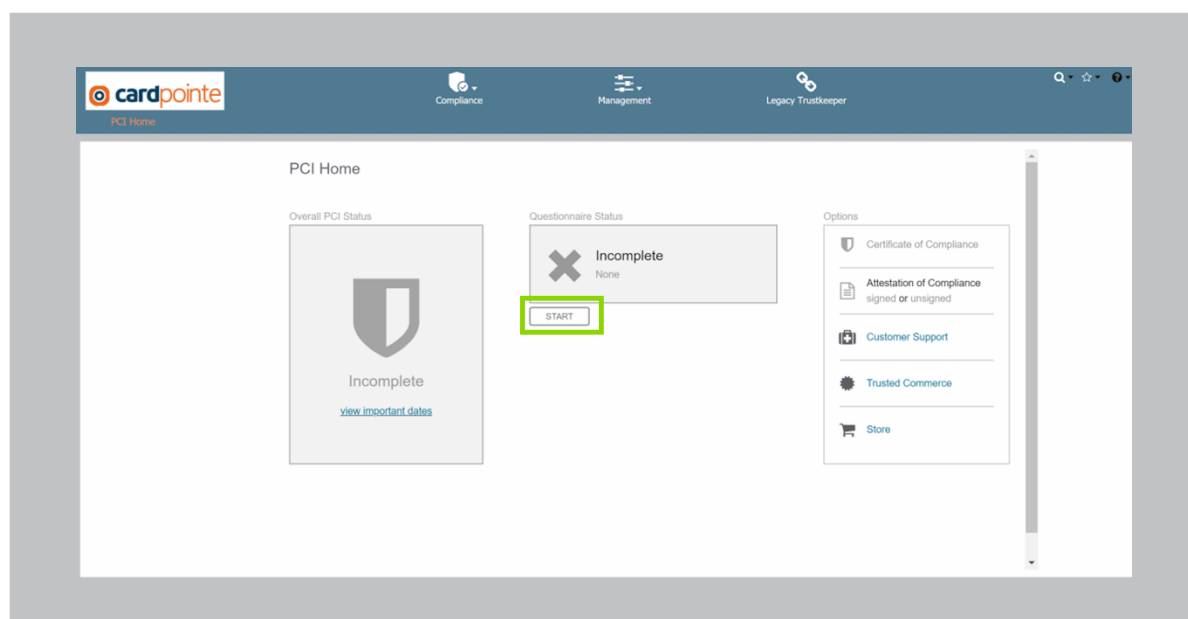 cardpointe
Compliance
Management
Legacy Trustkeeper
PCI Home
PCI Home
Overall PCI Status
Incomplete
view important dates
Questionnaire Status
Incomplete
None
START
Options
Certificate of Compliance
Attestation of Compliance
signed or unsigned
Customer Support
Trusted Commerce
Store